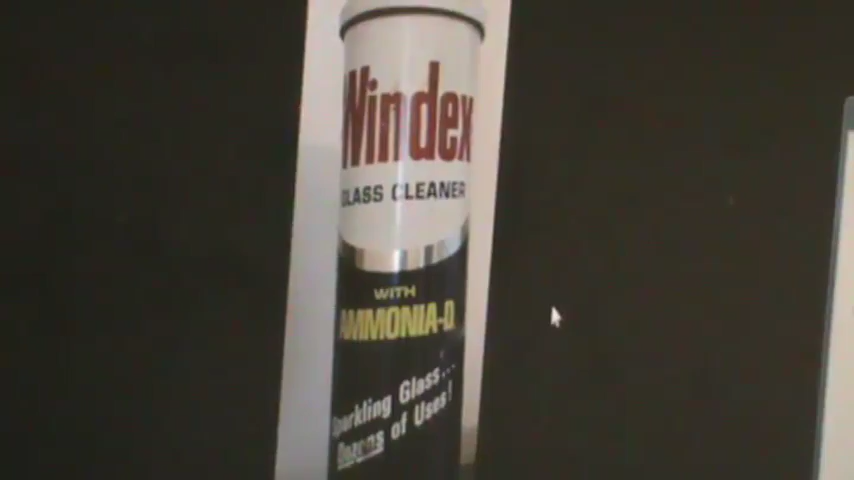 Windex
GLASS CLEANER
WITH
AMMONIA-D
Sparkling Glass...
Dozens of Uses!